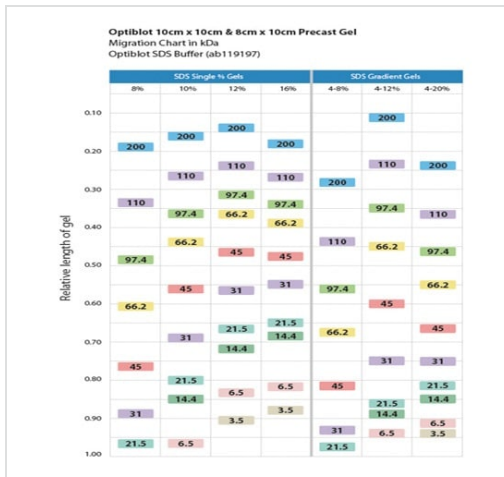 Optiblot 10cm x 10cm & 8cm x 10cm Precast Gel
Migration Chart in kDa
Optiblot SDS Buffer (ab119197)
SDS Single % Gels SDS Gradient Gels
8% 10% 12% 16% 4-8% 4-12% 4-20%
Relative length of gel
0.10
200
200
200
200 200
0.20
110 110 200
110 110
200
0.30
97.4
110 97.4
97.4
97.4 66.2 110
66.2
0.40
66.2 110 66.2
45 97.4
97.4 45
0.50
31 66.2
45 31 97.4
0.60 45
66.2
21.5
21.5 45
66.2
31 14.4
0.70
14.4
31 31
45
0.80 21.5
6.5 45 21.5
6.5
14.4 14.4
21.5
3.5
31 14.4
0.90 3.5
6.5
31 6.5 3.5
21.5 6.5 21.5
1.00